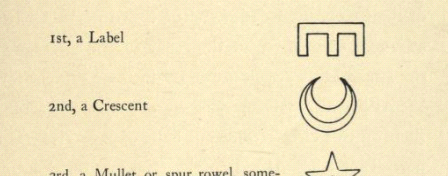 1st, a Label
2nd, a Crescent
3rd, a Mullet or spur rowel, some-